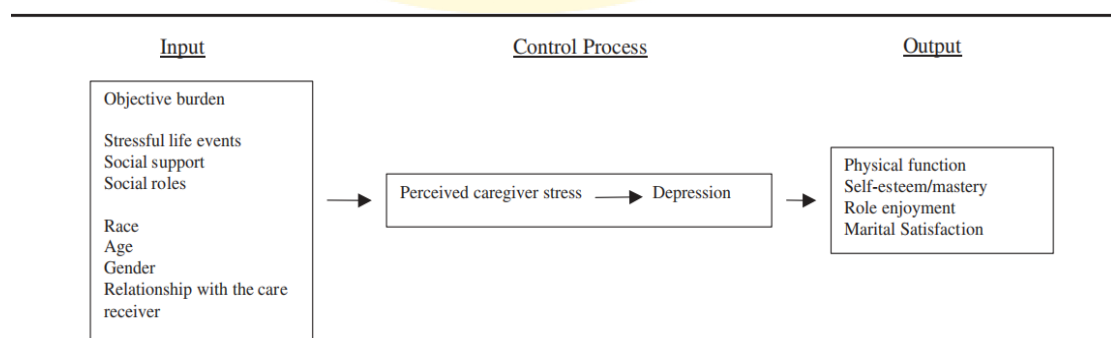 Input
Control Process
Output
Objective burden
Stressful life events
Social support
Social roles
Race
Age
Gender
Relationship with the care
receiver
Perceived caregiver stress
Depression
Physical function
Self-esteem/mastery
Role enjoyment
Marital Satisfaction